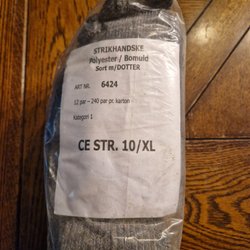 STRIKHANDSKE
Polyester / Bomuld
Sort m/DOTTER
ART NR. 6424
12 par – 240 par pr. karton
Kategori 1
CE STR. 10/XL